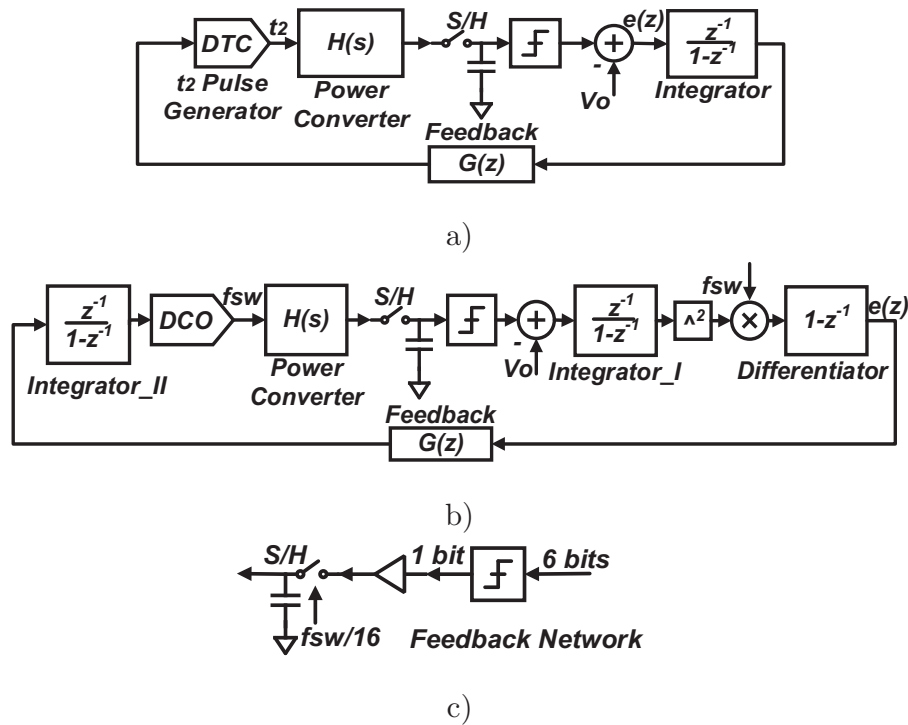 DTC
t2
H(s)
S/H
e(z)
z-1
1-z-1
+
-
Vo
t2 Pulse
Generator
Power
Converter
Integrator
Feedback
G(z)
a)
z-1
1-z-1
DCO
fsw
H(s)
S/H
+
-
Vo
z-1
1-z-1
^2
fsw
×
1-z-1
e(z)
Integrator_II
Power
Converter
Integrator_I
Differentiator
Feedback
G(z)
b)
S/H
1 bit
6 bits
fsw/16
Feedback Network
c)